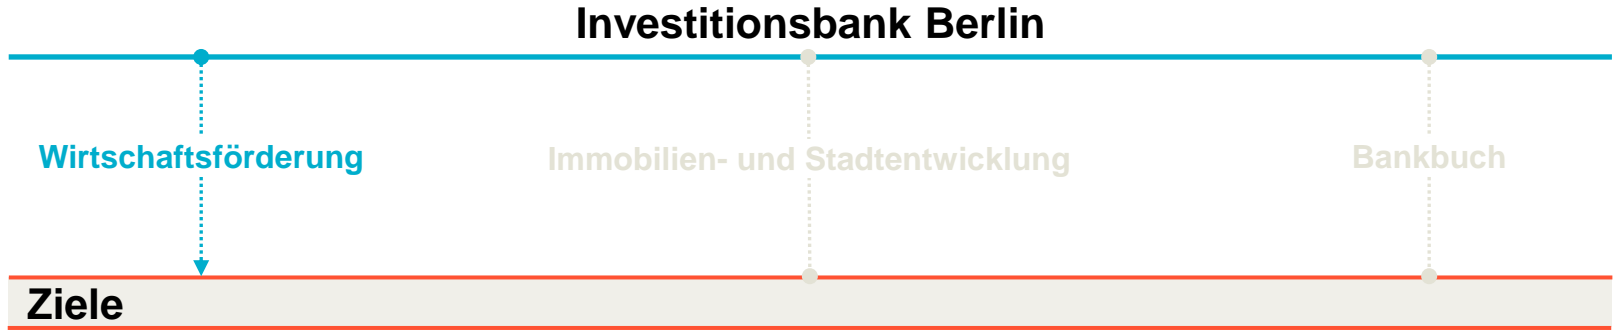 Investitionsbank Berlin
Wirtschaftsförderung
Immobilien- und Stadtentwicklung
Bankbuch
Ziele